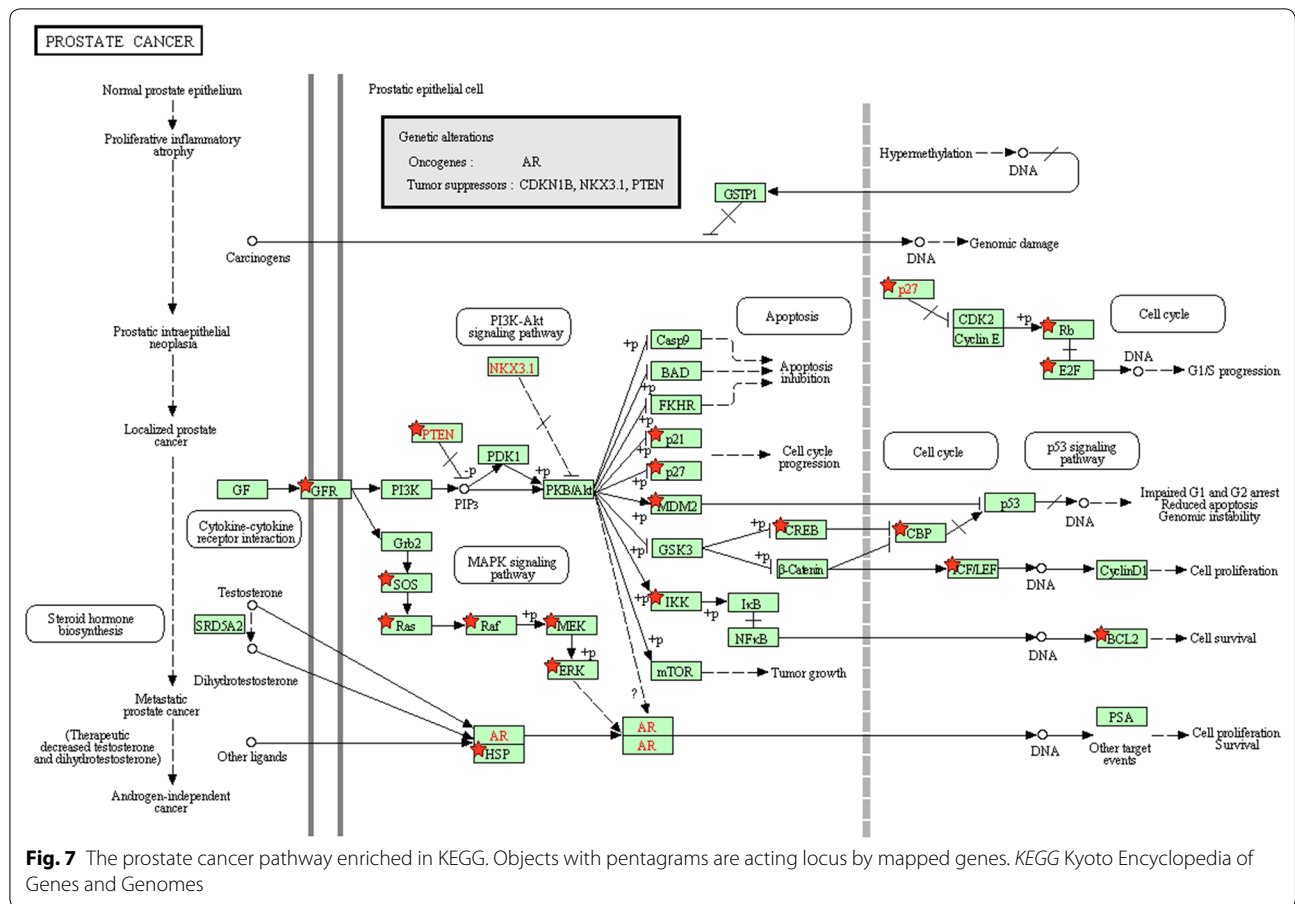 PROSTATE CANCER
Normal prostate epithelium
Proliferative inflammatory
atrophy
Prostatic intraepithelial
neoplasia
Localized prostate
cancer
Metastatic
prostate cancer
(Therapeutic
decreased testosterone
and dihydrotestosterone)
Androgen-independent
cancer
Prostatic epithelial cell
Genetic alterations
Oncogenes : AR
Tumor suppressors : CDKN1B, NKX3.1, PTEN
Hypermethylation
DNA
GSTP1
Carcinogens
DNA
Genomic damage
p27
CDK2
Cyclin E
+p
Rb
E2F
DNA
G1/S progression
Cell cycle
PI3K-Akt
signaling pathway
NKX3.1
PTEN
-p
PDK1
+p
GF
GFR
PI3K
PIP3
PKB/Akt
Apoptosis
+p
Casp9
+p
BAD
+p
FKHR
Apoptosis
inhibition
+p
p21
+p
p27
Cell cycle
progression
+p
MDM2
+p
GSK3
+p
CREB
+p
β-Catenin
CBP
Cell cycle
p53 signaling
pathway
p53
DNA
Impaired G1 and G2 arrest
Reduced apoptosis
Genomic instability
TCF/LEF
DNA
CyclinD1
Cell proliferation
Cytokine-cytokine
receptor interaction
Grb2
SOS
Ras
Raf
+p
MEK
+p
ERK
MAPK signaling
pathway
+p
IKK
+p
IκB
NFκB
DNA
BCL2
Cell survival
+p
mTOR
Tumor growth
?
Steroid hormone
biosynthesis
Testosterone
SRD5A2
Dihydrotestosterone
Other ligands
AR
HSP
AR
AR
DNA
PSA
Other target
events
Cell proliferation
Survival
Fig. 7 The prostate cancer pathway enriched in KEGG. Objects with pentagrams are acting locus by mapped genes. KEGG Kyoto Encyclopedia of
Genes and Genomes